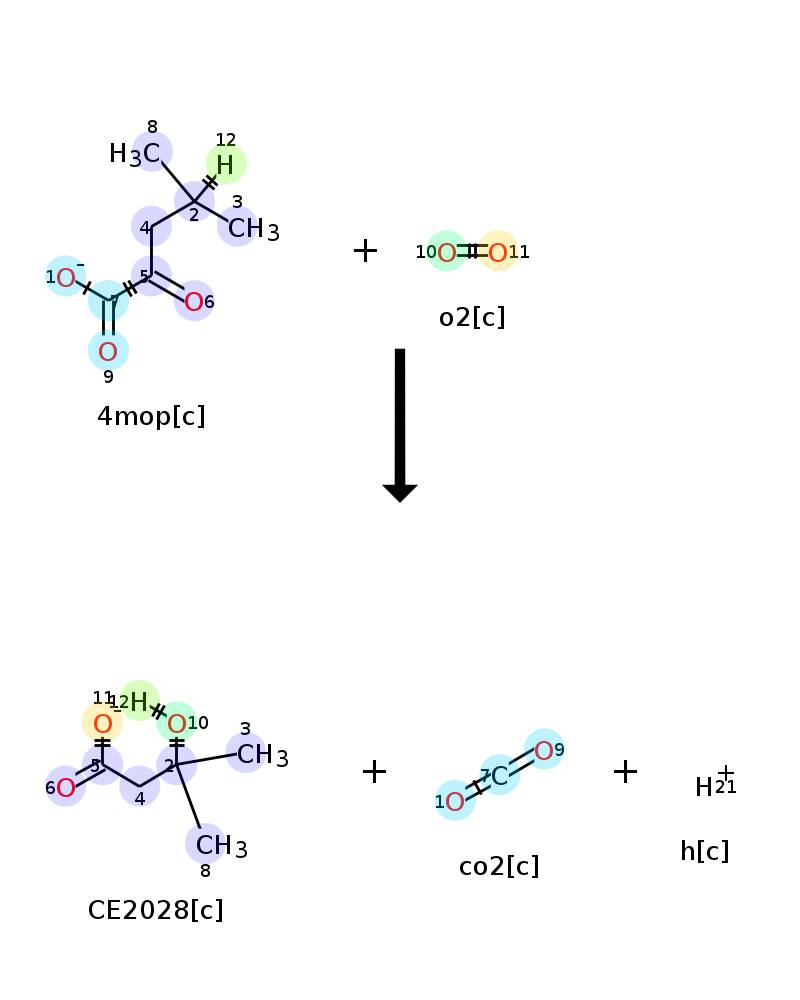 8
H3C
12
H
3
2
CH3
4
1O-
5
7
O6
O
9
4mop[c]
+
10O
O11
o2[c]
11
O-
12H
O10
3
CH3
5
2
6O
4
CH3
8
CE2028[c]
+
O9
7C
1O
co2[c]
+
H21+
h[c]